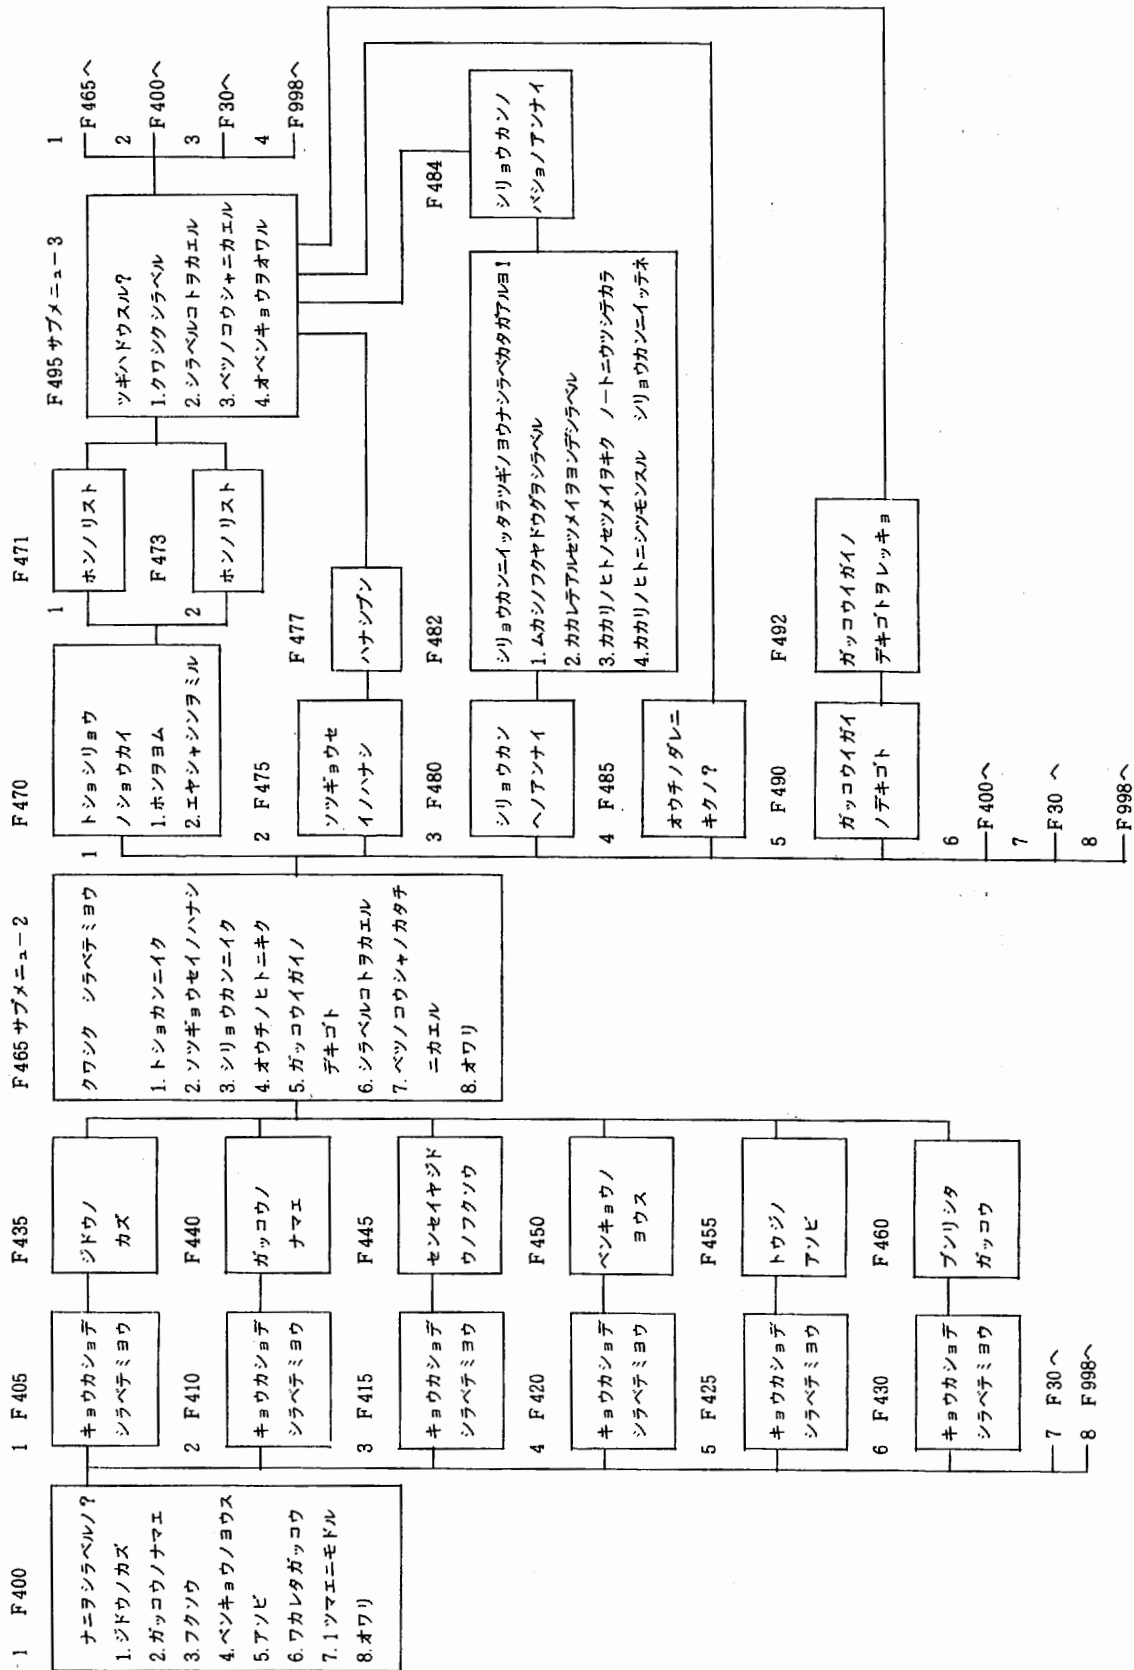 1 F400
ナニヲシラベルノ?
1.ジドウノカズ
2.ガッコウノナマエ
3.フクソウ
4.ベンキョウノヨウス
5.アソビ
6.ワカレタガッコウ
7.1ツマエニモドル
8.オワリ
1 F405
キョウカショデ
シラベテミヨウ
2 F410
キョウカショデ
シラベテミヨウ
3 F415
キョウカショデ
シラベテミヨウ
4 F420
キョウカショデ
シラベテミヨウ
5 F425
キョウカショデ
シラベテミヨウ
6 F430
キョウカショデ
シラベテミヨウ
7 F30へ
8 F998へ
F435
ジドウノ
カズ
F440
ガッコウノ
ナマエ
F445
センセイヤジド
ウノフクソウ
F450
ベンキョウノ
ヨウス
F455
トウジノ
アソビ
F460
ブンリシタ
ガッコウ
F465サブメニュー2
クワシク シラベテミヨウ
1.トショカンニイク
2.ソツギョウセイノハナシ
3.シリョウカンニイク
4.オウチノヒトニキク
5.ガッコウイガイノ
デキゴト
6.シラベルコトヲカエル
7.ベツノコウシャノカタチ
ニカエル
8.オワリ
1
F470
トショシリョウ
ノショウカイ
1.ホンヲヨム
2.エヤシャシンヲミル
2 F475
ソツギョウセ
イノハナシ
3 F480
シリョウカン
ヘノアンナイ
4 F485
オウチノダレニ
キクノ?
5 F490
ガッコウイガイ
ノデキゴト
6
F400へ
7
F30へ
8
F998へ
F471
1
ホンノリスト
F473
2
ホンノリスト
F477
ハナシブン
F482
シリョウカンニイッタラツギノヨウナシラベカタガアルヨ!
1.ムカシノフクヤドウグヲシラベル
2.カカレテアルセツメイヲヨンデシラベル
3.カカリノヒトノセツメイヲキク ノートニウツシテカラ
4.カカリノヒトニシツモンスル シリョウカンニイッテネ
F484
シリョウカンノ
バショノアンナイ
F492
ガッコウイガイノ
デキゴトヲレッキョ
F495サブメニュー3
ツギハドウスル?
1.クワシクシラベル
2.シラベルコトヲカエル
3.ベツノコウシャニカエル
4.オベンキョウヲオワル
1
F465へ
2
F400へ
3
F30へ
4
F998へ